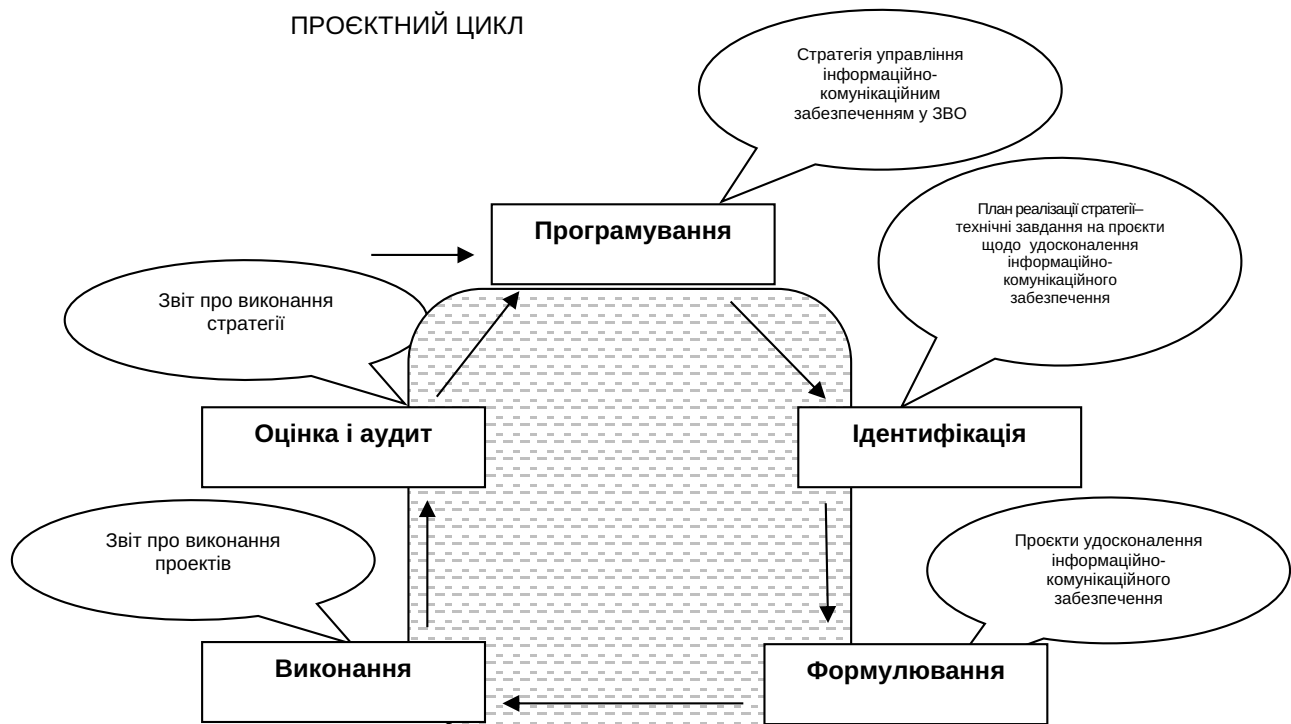 ПРОЄКТНИЙ ЦИКЛ
Стратегія управління
інформаційно-
комунікаційним
забезпеченням у ЗВО
Програмування
План реалізації стратегії–
технічні завдання на проєкти
щодо удосконалення
інформаційно-
комунікаційного
забезпечення
Звіт про виконання
стратегії
Оцінка і аудит
Ідентифікація
Звіт про виконання
проектів
Проєкти удосконалення
інформаційно-
комунікаційного
забезпечення
Виконання
Формулювання